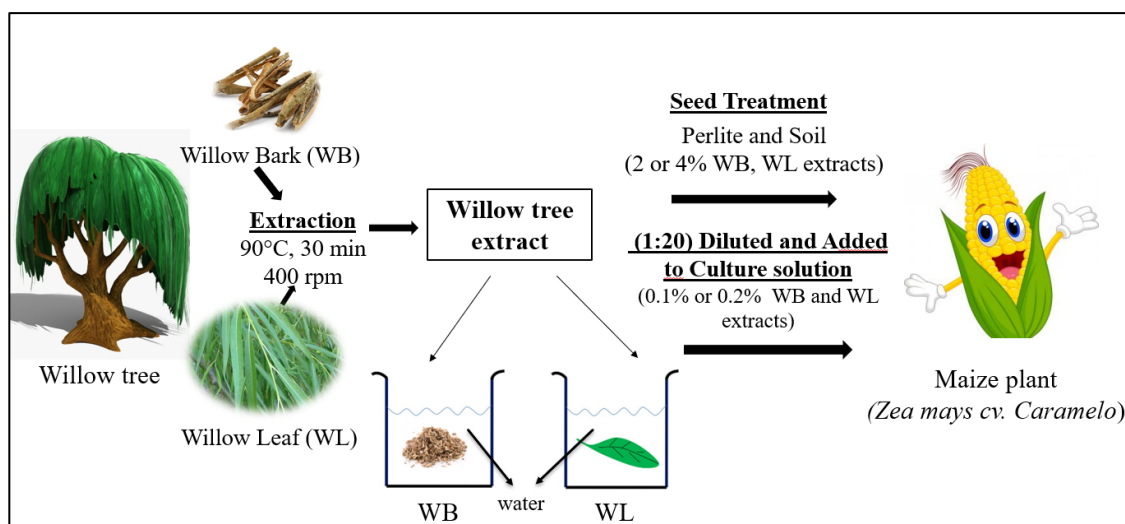 Willow Bark (WB)
Extraction
90°C, 30 min
400 rpm
Willow tree
Willow Leaf (WL)
Willow tree
extract
WB
water
WL
Seed Treatment
Perlite and Soil
(2 or 4% WB, WL extracts)
(1:20) Diluted and Added
to Culture solution
(0.1% or 0.2% WB and WL
extracts)
Maize plant
(Zea mays cv. Caramelo)